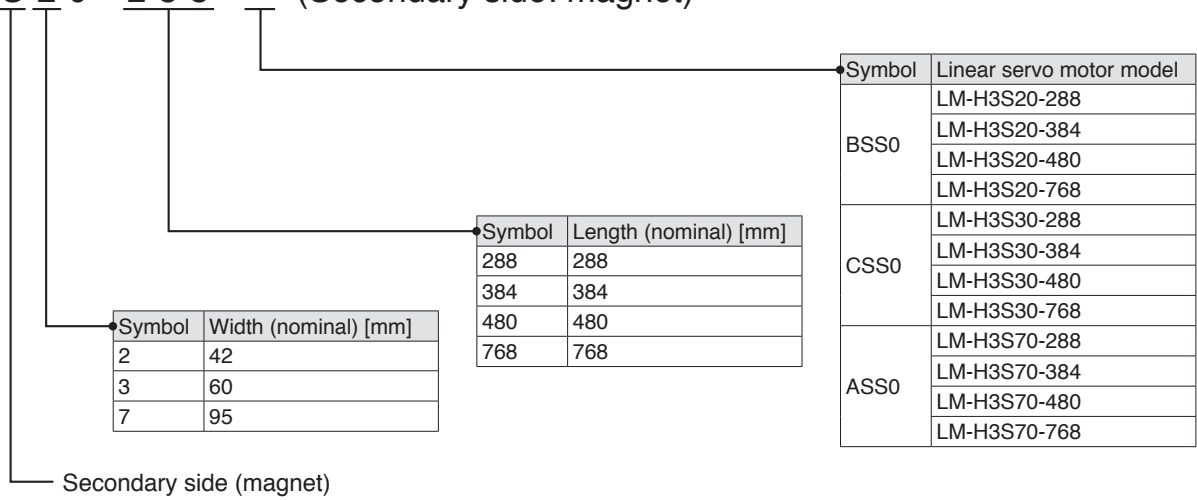 (Secondary side: magnet)
Symbol Linear servo motor model
BSS0
LM-H3S20-288
LM-H3S20-384
LM-H3S20-480
LM-H3S20-768
CSS0
LM-H3S30-288
LM-H3S30-384
LM-H3S30-480
LM-H3S30-768
ASS0
LM-H3S70-288
LM-H3S70-384
LM-H3S70-480
LM-H3S70-768
Symbol Length (nominal) [mm]
288 288
384 384
480 480
768 768
Symbol Width (nominal) [mm]
2 42
3 60
7 95
Secondary side (magnet)